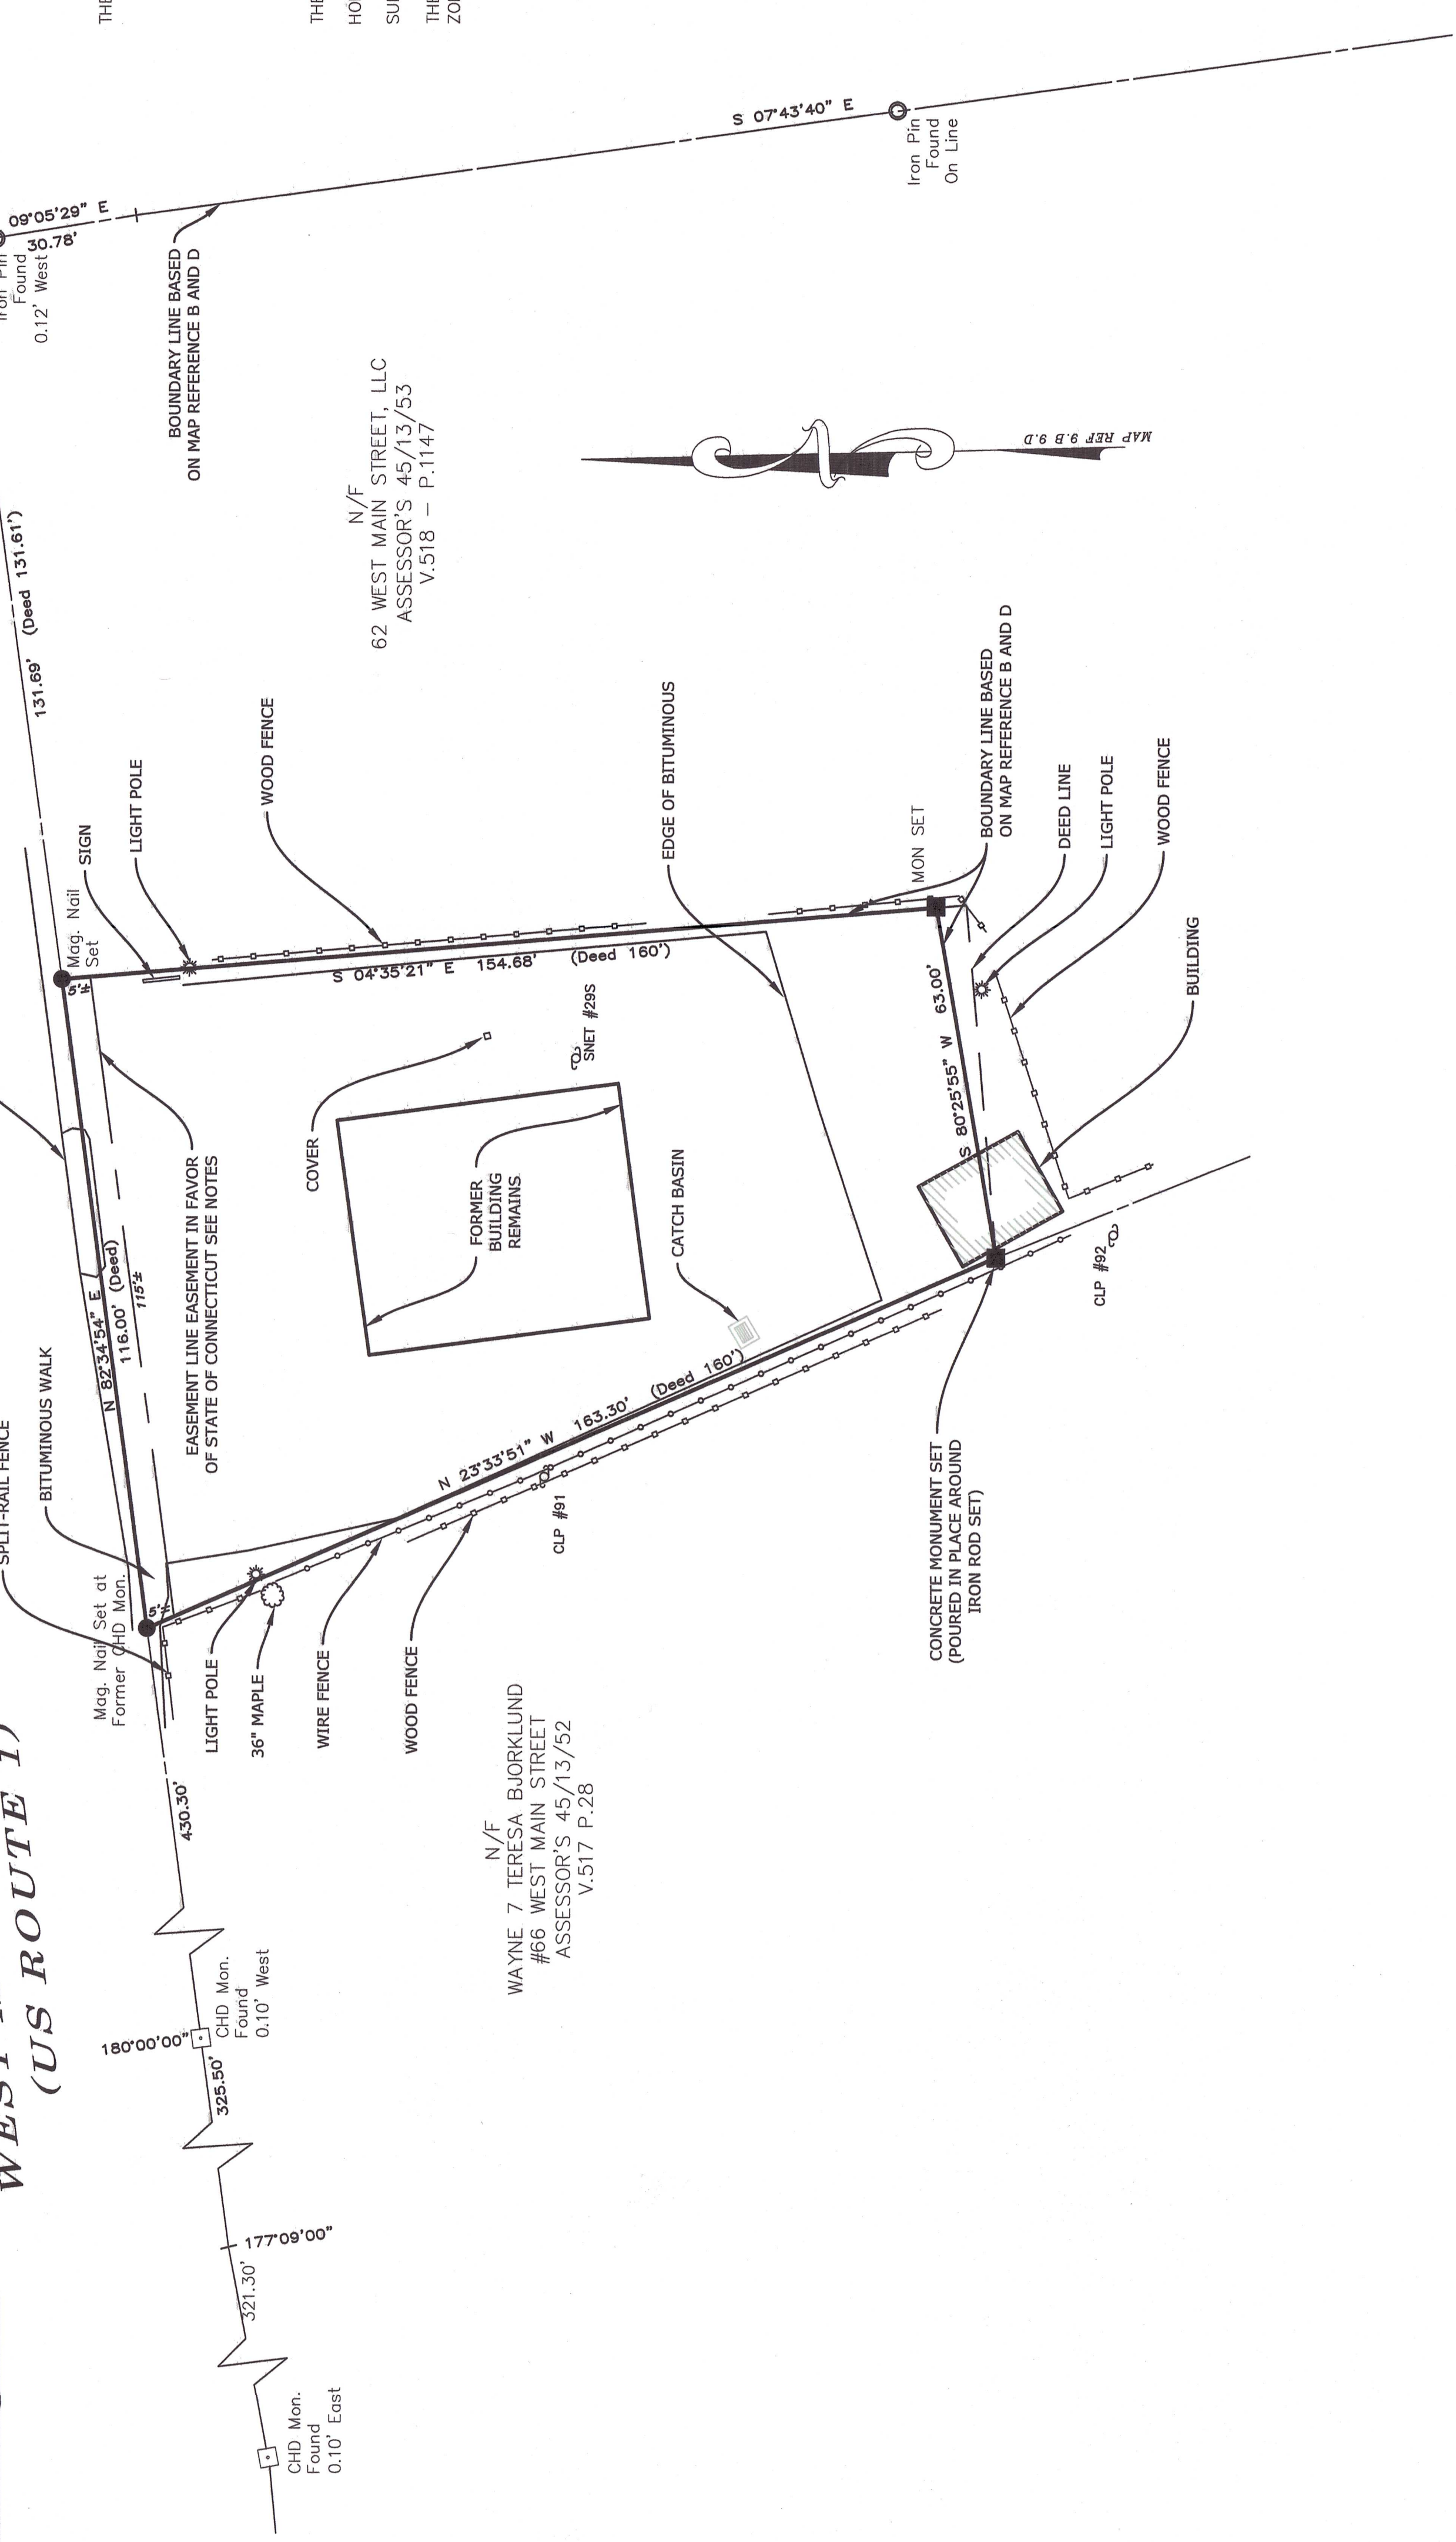 WEST
(US ROUTE 1)
SPLIT-RAIL FENCE
BITUMINOUS WALK
Mag. Nail Set at
Former CHD Mon.
5'±
N 82°34'54" E
116.00' (Deed)
115'±
5'±
Mag. Nail
Set
131.69' (Deed 131.61')
Iron Pin
Found
0.12' West
09°05'29" E
30.78'
BOUNDARY LINE BASED
ON MAP REFERENCE B AND D
S 07°43'40" E
Iron Pin
Found
On Line
THE
THE
HO
SU
THE
ZO
SIGN
LIGHT POLE
WOOD FENCE
S 04°35'21" E 154.68' (Deed 160')
EASEMENT LINE EASEMENT IN FAVOR
OF STATE OF CONNECTICUT SEE NOTES
COVER
SNET #29S
FORMER
BUILDING
REMAINS
CATCH BASIN
EDGE OF BITUMINOUS
N/F
62 WEST MAIN STREET, LLC
ASSESSOR'S 45/13/53
V.518 – P.1147
MAP REF 9.B 9.D
MON SET
BOUNDARY LINE BASED
ON MAP REFERENCE B AND D
DEED LINE
LIGHT POLE
WOOD FENCE
BUILDING
S 80°25'55" W 63.00'
CLP #92
CONCRETE MONUMENT SET
(POURED IN PLACE AROUND
IRON ROD SET)
N 23°33'51" W 163.30' (Deed 160')
CLP #91
LIGHT POLE
36" MAPLE
WIRE FENCE
WOOD FENCE
N/F
WAYNE 7 TERESA BJORKLUND
#66 WEST MAIN STREET
ASSESSOR'S 45/13/52
V.517 P.28
430.30'
180°00'00"
CHD Mon.
Found
0.10' West
325.50'
177°09'00"
321.30'
CHD Mon.
Found
0.10' East